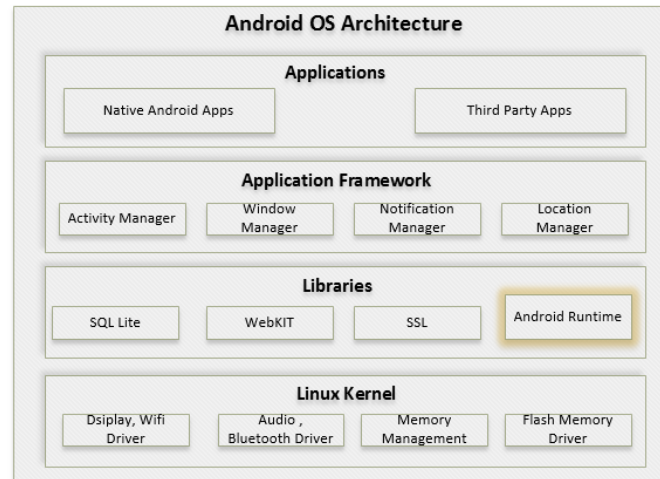 Android OS Architecture
Applications
Native Android Apps
Third Party Apps
Application Framework
Activity Manager
Window
Manager
Notification
Manager
Location
Manager
Libraries
SQL Lite
WebKIT
SSL
Android Runtime
Linux Kernel
Dsiplay, Wifi
Driver
Audio ,
Bluetooth Driver
Memory
Management
Flash Memory
Driver